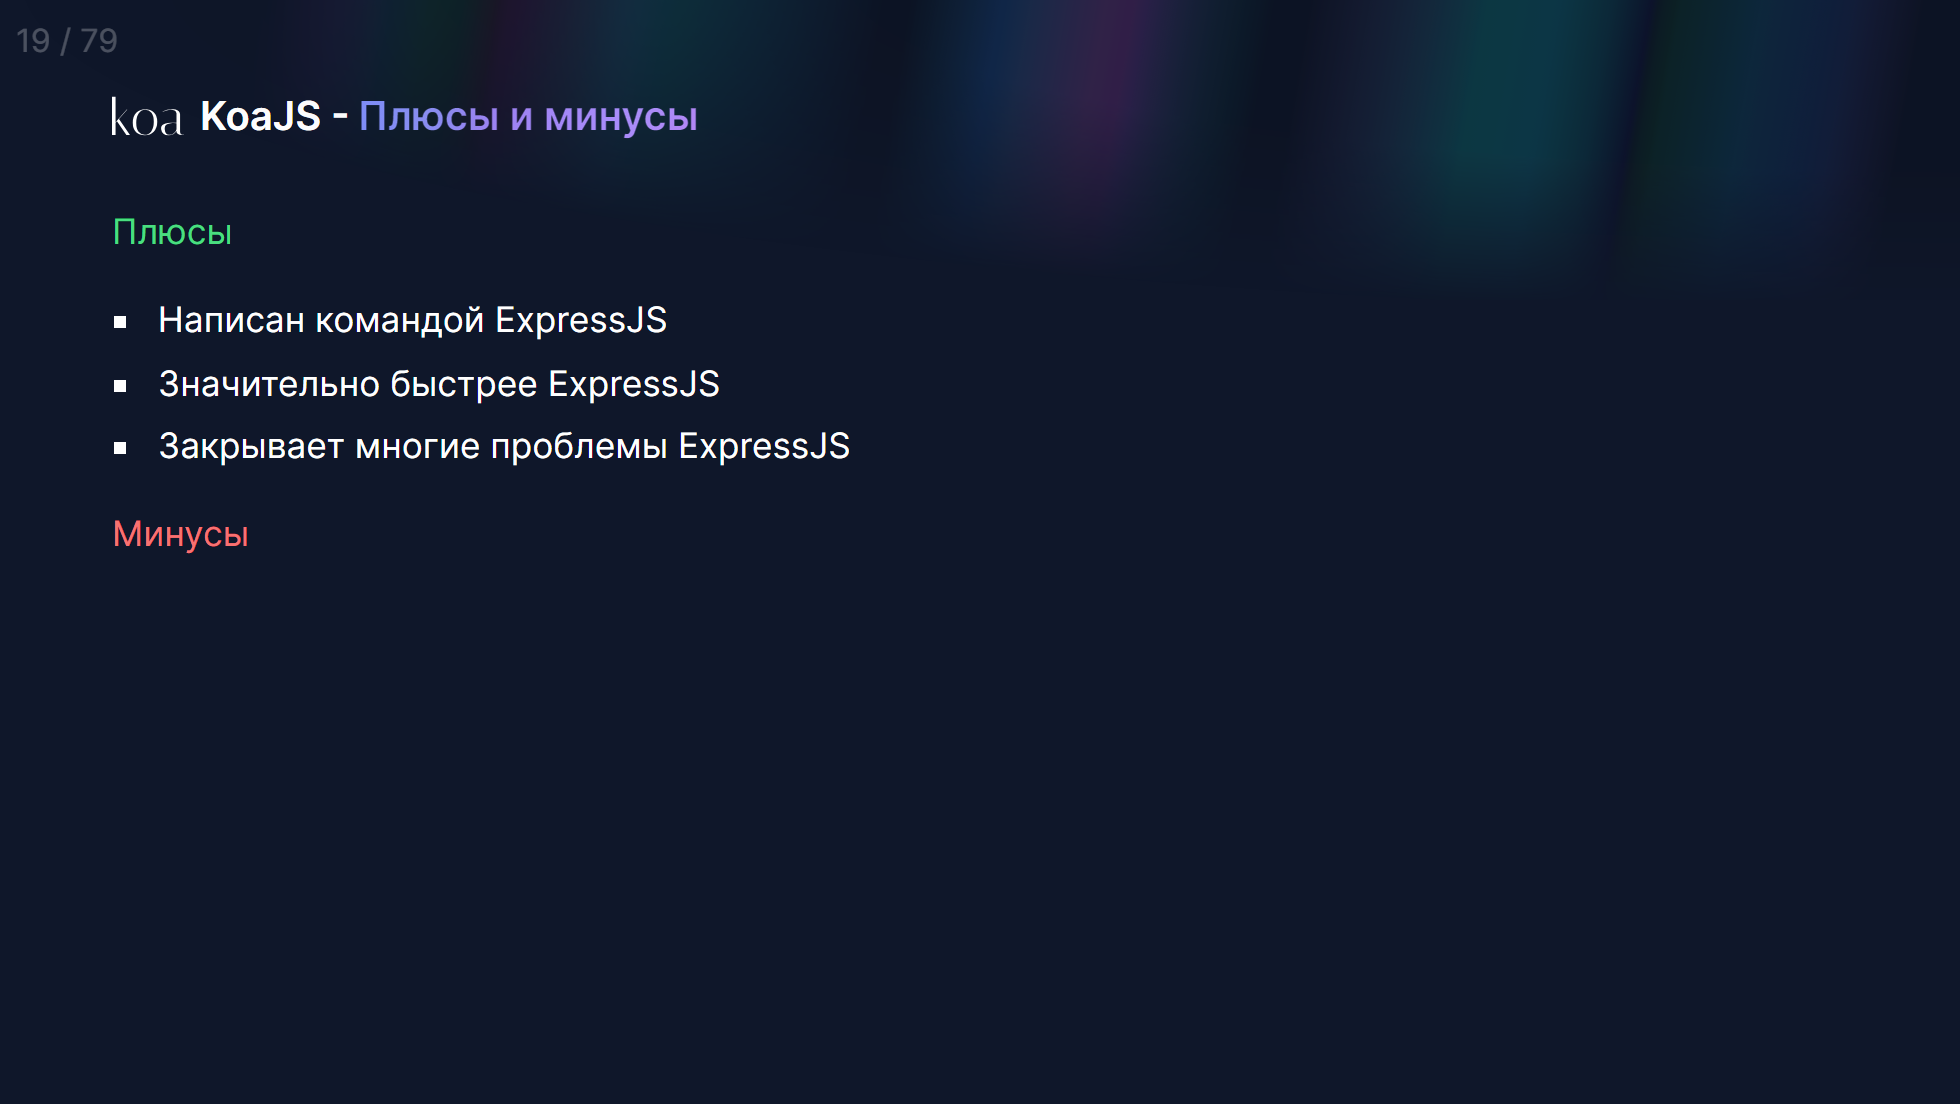 19 / 79
koa KoaJS - Плюсы и минусы
Плюсы
Написан командой ExpressJS
Значительно быстрее ExpressJS
Закрывает многие проблемы ExpressJS
Минусы